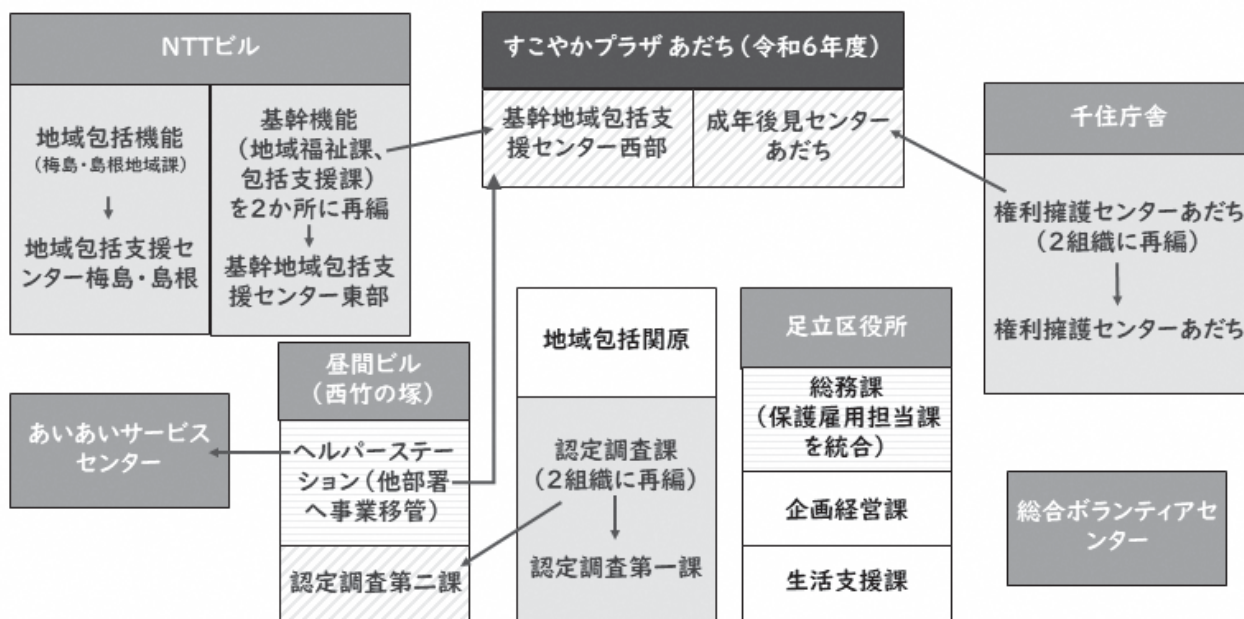 NTTビル
地域包括機能
(梅島・島根地域課)
地域包括支援セ
ンター梅島・島根
基幹機能
(地域福祉課、
包括支援課)
を2か所に再編
基幹地域包括支
援センター東部
すこやかプラザ あだち(令和6年度)
基幹地域包括支
援センター西部
成年後見センター
あだち
千住庁舎
権利擁護センターあだち
(2組織に再編)
権利擁護センターあだち
昼間ビル
(西竹の塚)
ヘルパーステー
ション(他部署
へ事業移管)
認定調査第二課
あいあいサービス
センター
地域包括関原
認定調査課
(2組織に再編)
認定調査第一課
足立区役所
総務課
(保護雇用担当課
を統合)
企画経営課
生活支援課
総合ボランティアセ
ンター